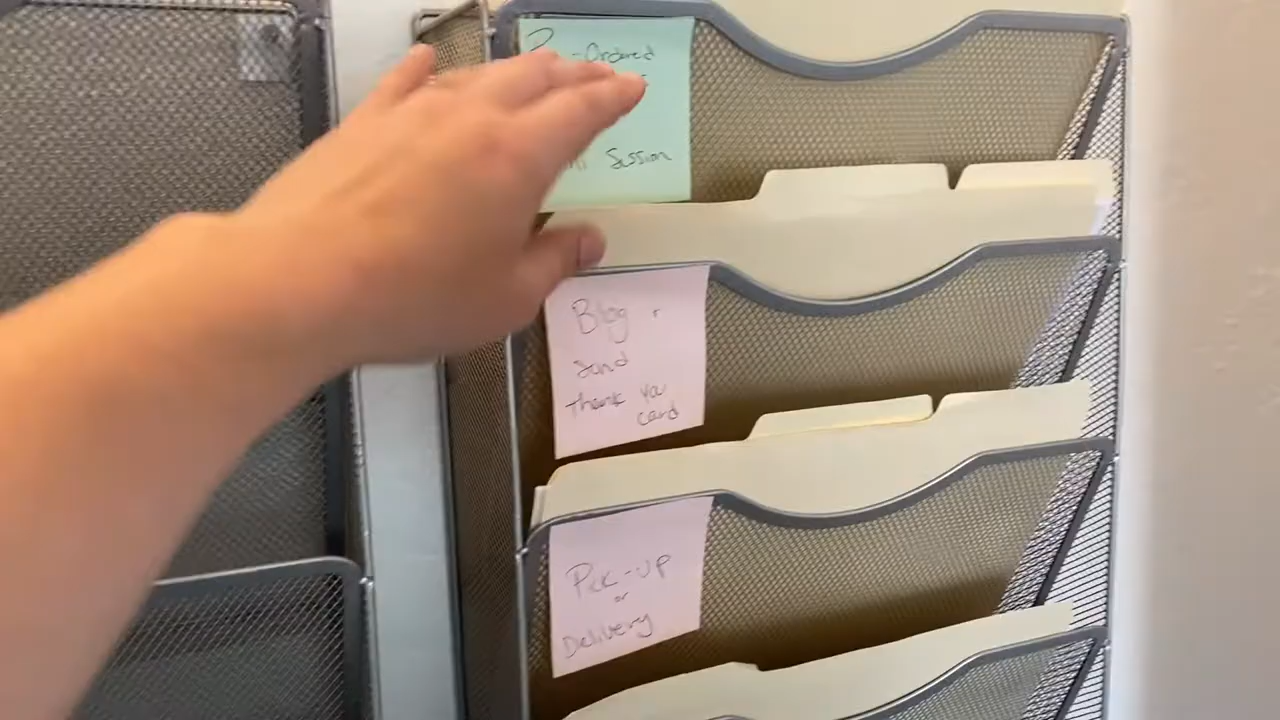 -Ordered
Session
Blog
Send
Thank You
Card
Pick-up
or
Delivery